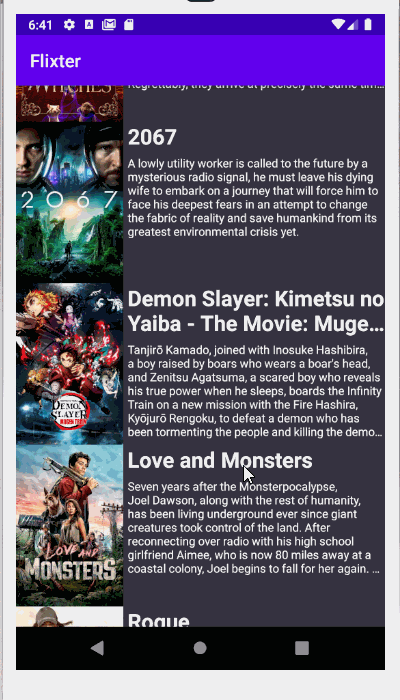 6:41
Flixter
WITCHES
Regrettably, they arrive at precisely the same tim...
2067
2067
A lowly utility worker is called to the future by a
mysterious radio signal, he must leave his dying
wife to embark on a journey that will force him to
face his deepest fears in an attempt to change
the fabric of reality and save humankind from its
greatest environmental crisis yet.
Demon Slayer: Kimetsu no
Yaiba - The Movie: Muge...
Tanjirō Kamado, joined with Inosuke Hashibira,
a boy raised by boars who wears a boar's head,
and Zenitsu Agatsuma, a scared boy who reveals
his true power when he sleeps, boards the Infinity
Train on a new mission with the Fire Hashira,
Kyōjurō Rengoku, to defeat a demon who has
been tormenting the people and killing the demo...
DEMON
SLAYER
MUGEN TRAIN
Love and Monsters
Seven years after the Monsterpocalypse,
Joel Dawson, along with the rest of humanity,
has been living underground ever since giant
creatures took control of the land. After
reconnecting over radio with his high school
girlfriend Aimee, who is now 80 miles away at a
coastal colony, Joel begins to fall for her again. ...
LOVE AND
MONSTERS
Rogue